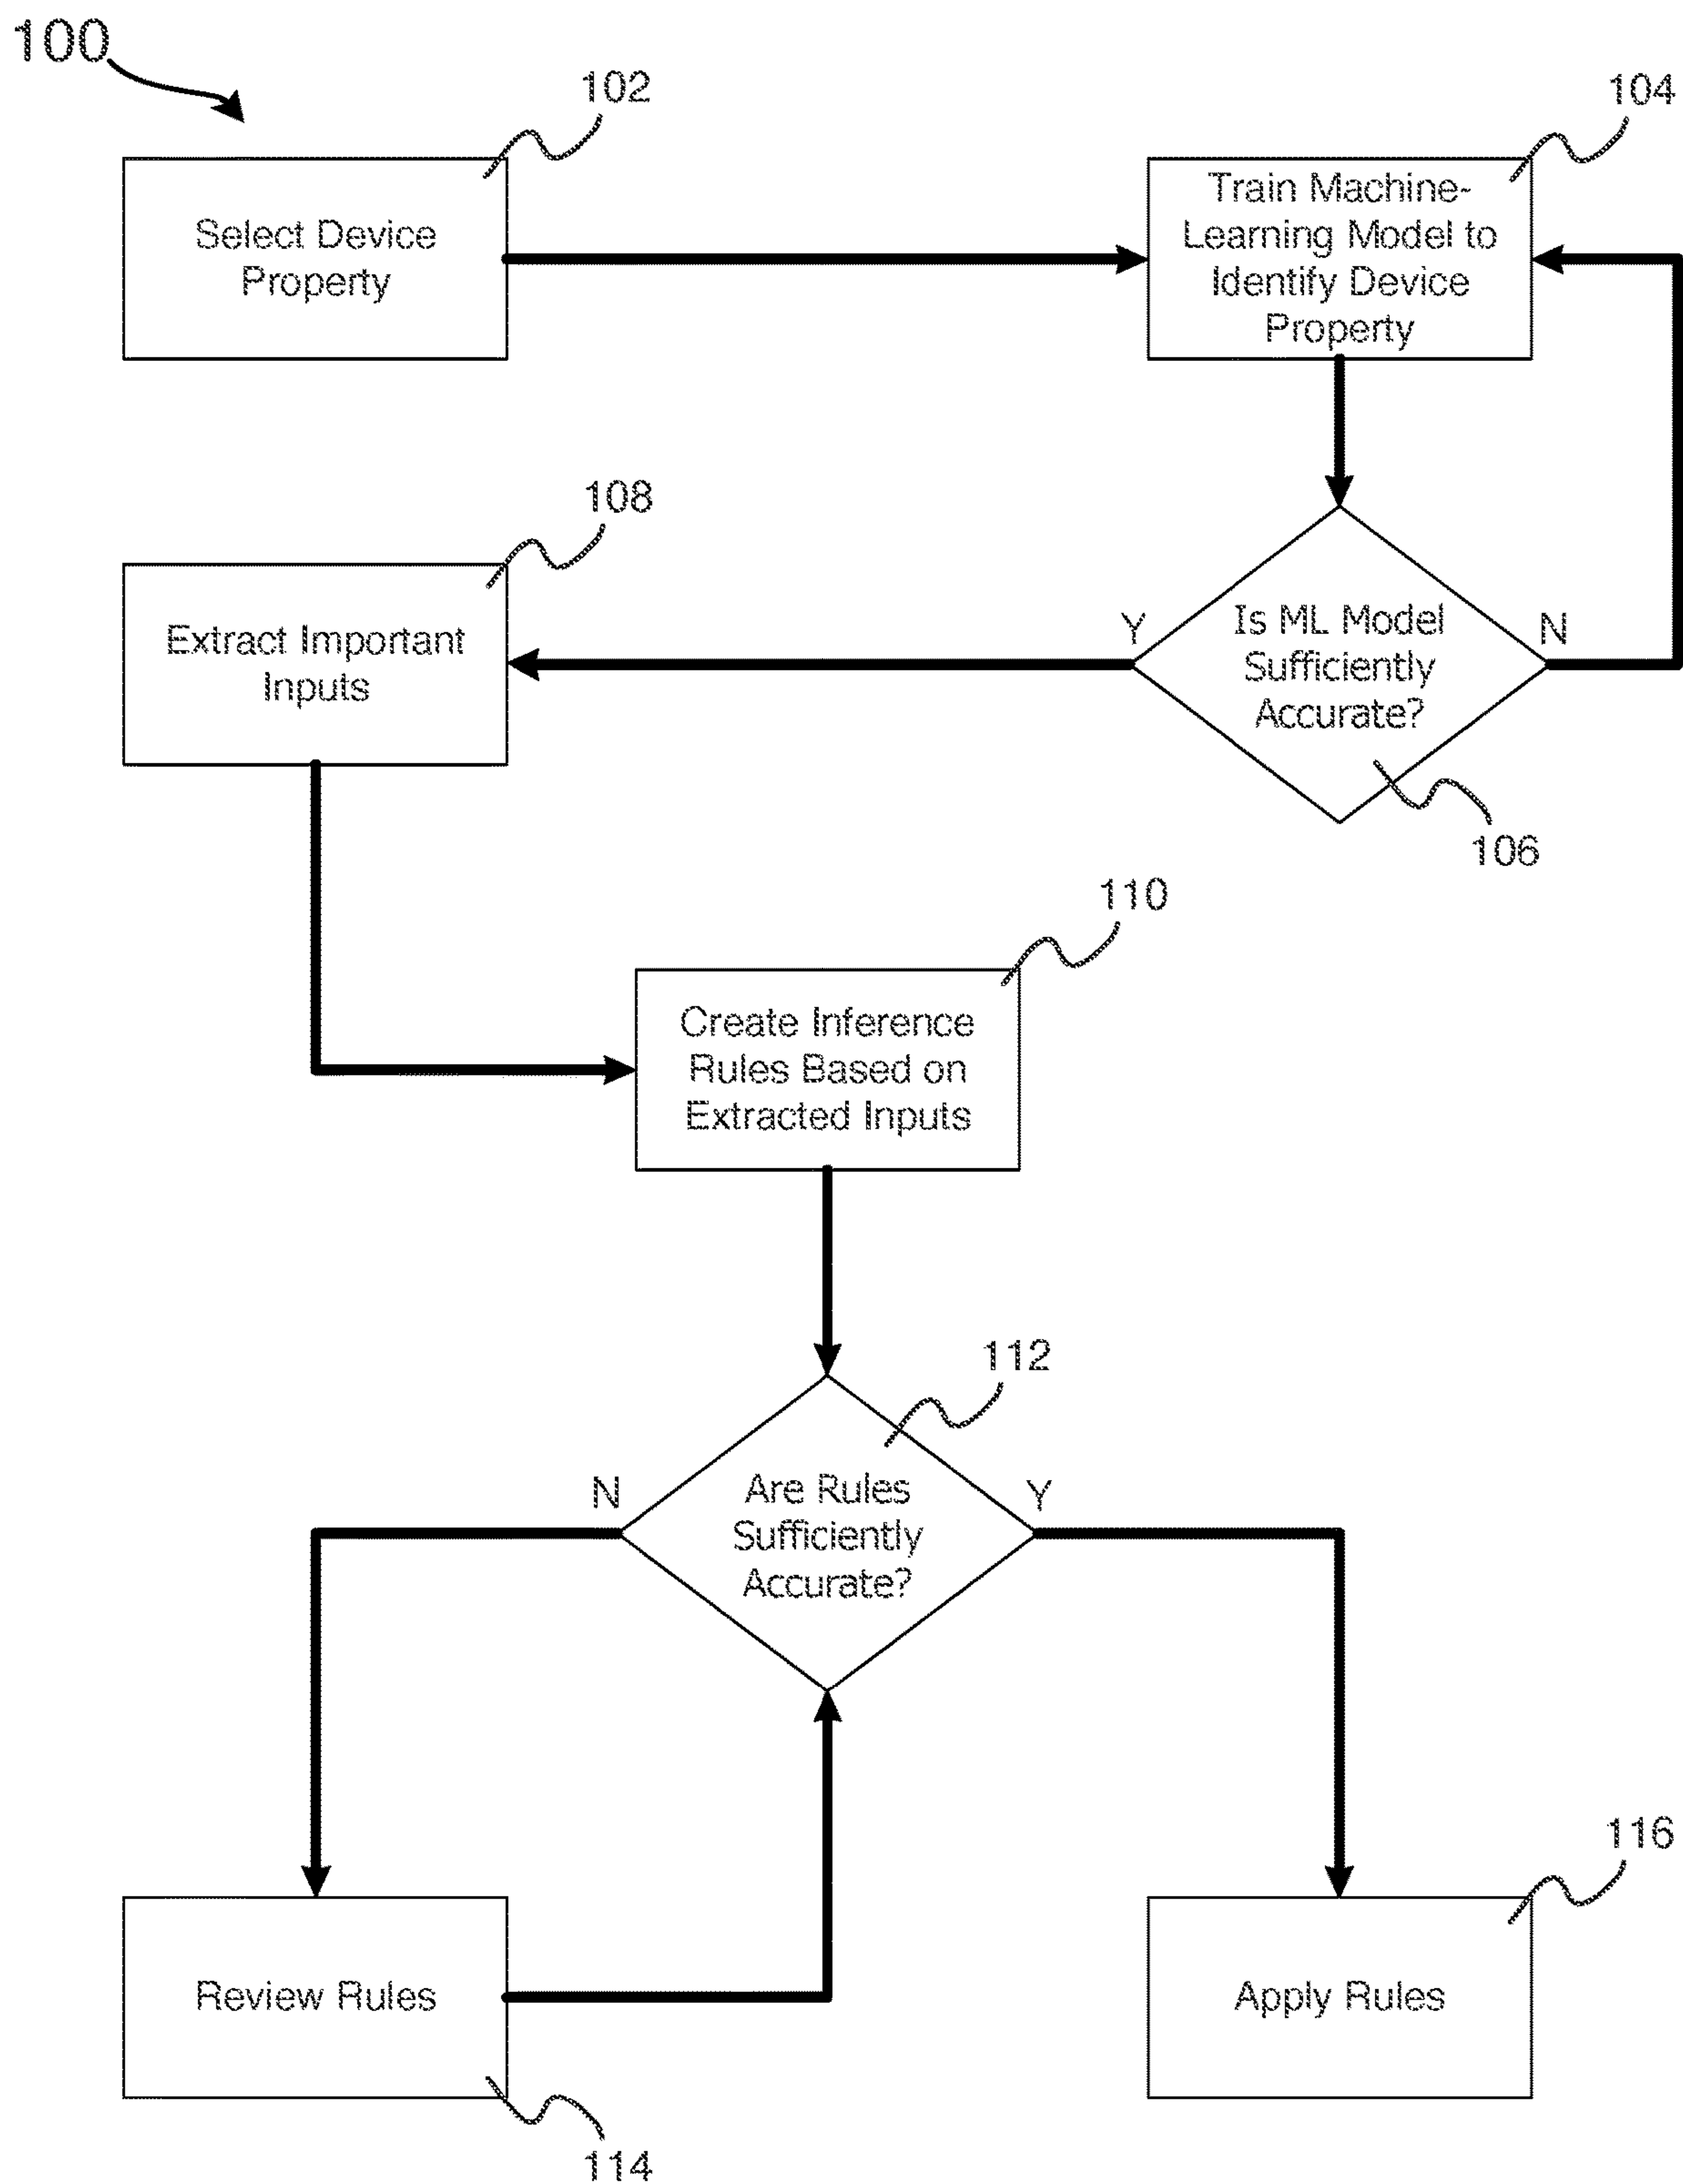 100
102
Select Device
Property
104
Train Machine-
Learning Model to
Identify Device
Property
108
Extract Important
Inputs
Y
Is ML Model
Sufficiently
Accurate?
N
106
110
Create Inference
Rules Based on
Extracted Inputs
112
N
Are Rules
Sufficiently
Accurate?
Y
Review Rules
114
116
Apply Rules